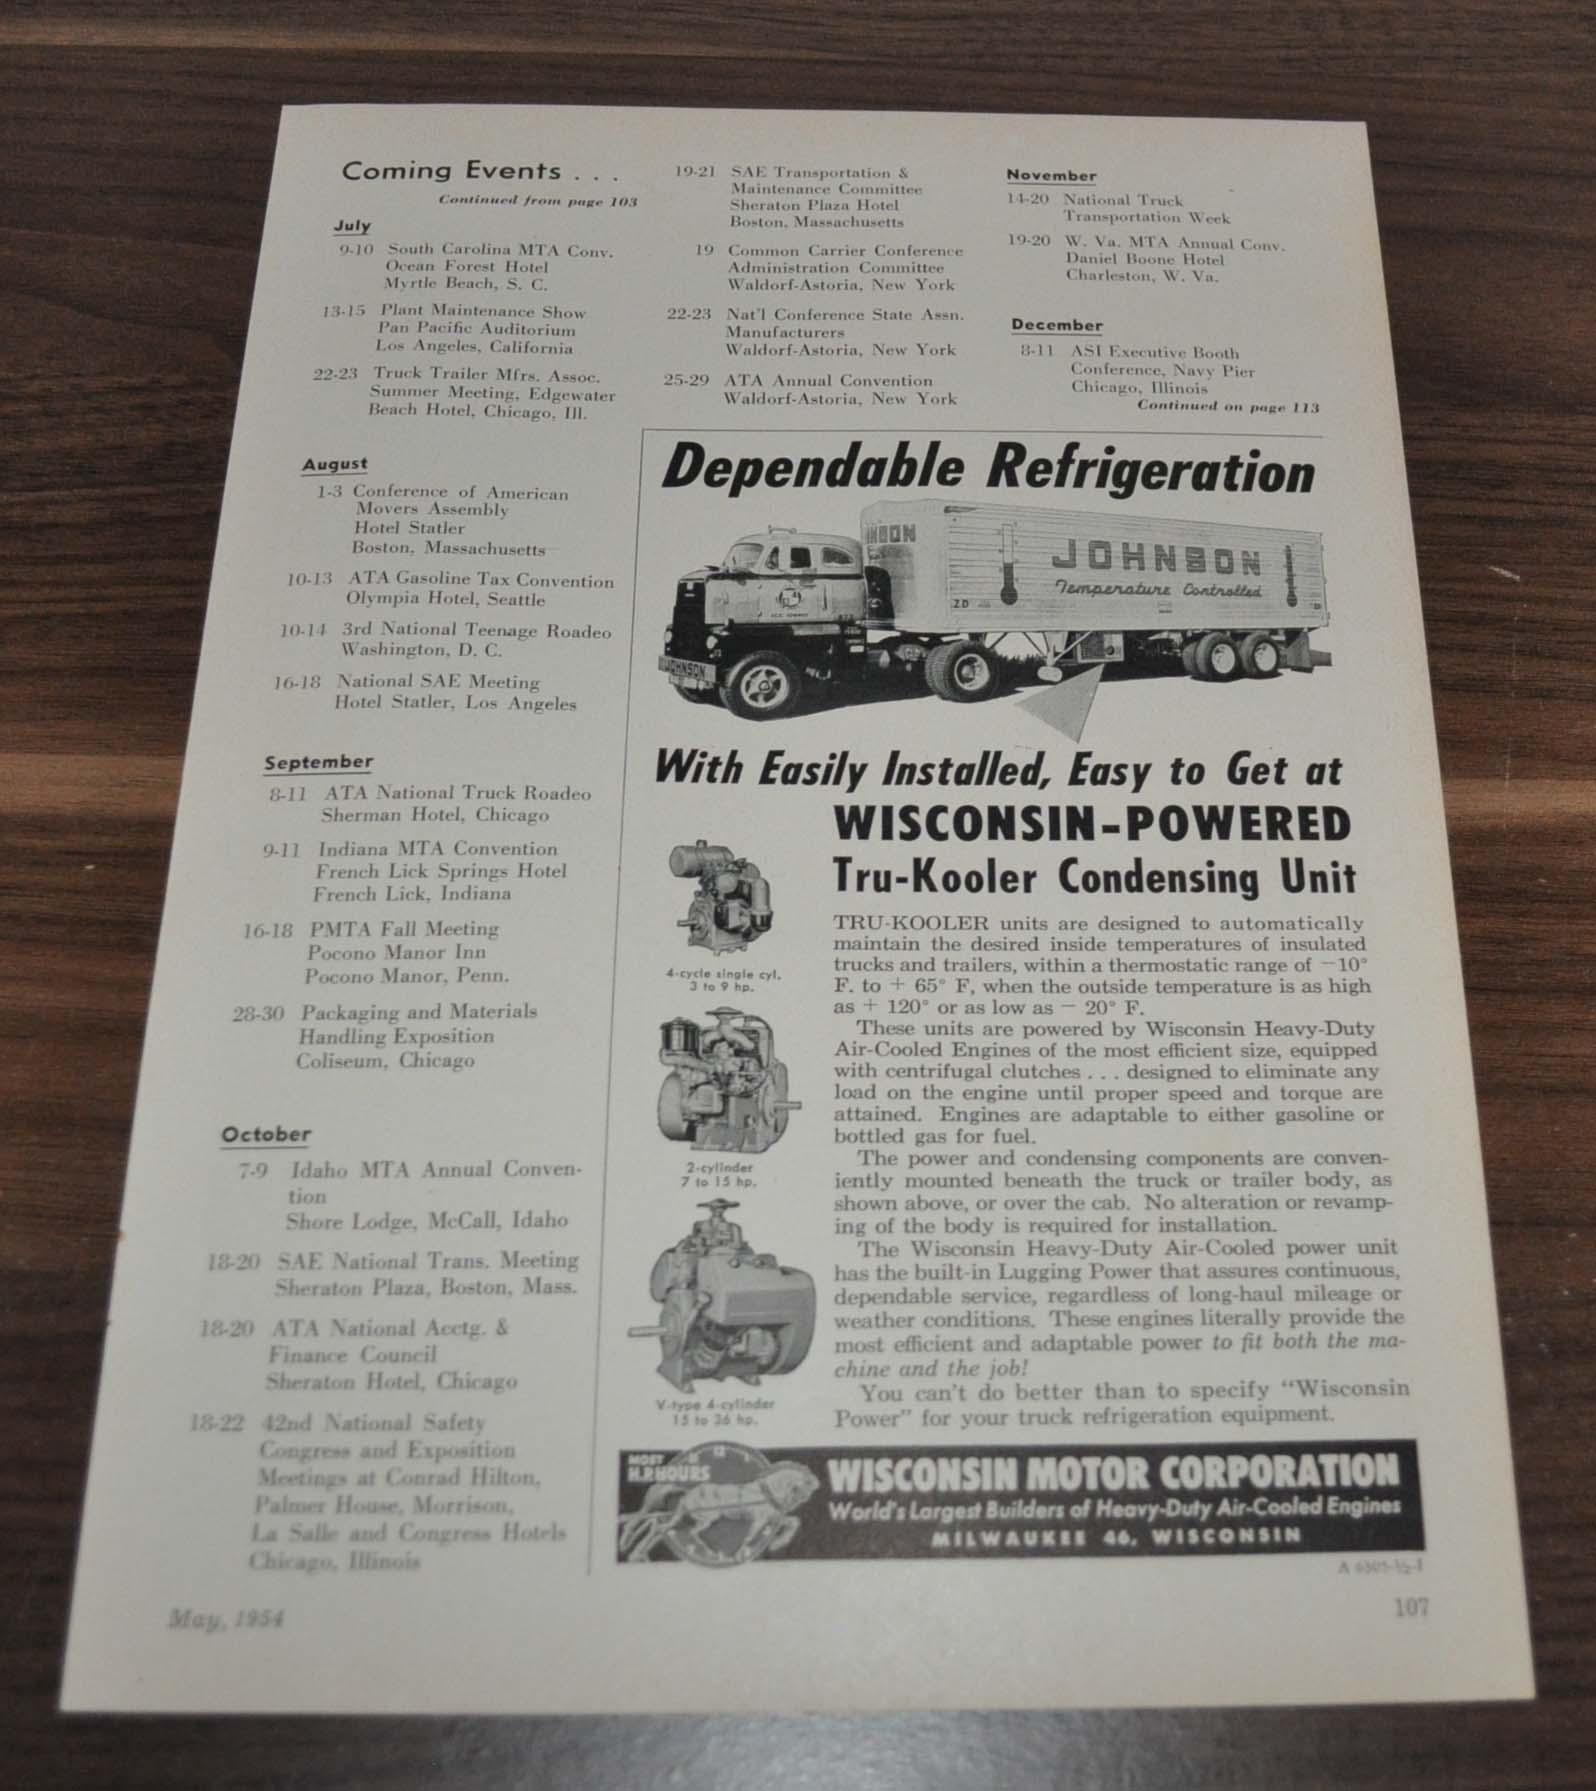 Coming Events . . .
Continued from page 103
July
9-10 South Carolina MTA Conv.
Ocean Forest Hotel
Myrtle Beach, S. C.
13-15 Plant Maintenance Show
Pan Pacific Auditorium
Los Angeles, California
22-23 Truck Trailer Mfrs. Assoc.
Summer Meeting, Edgewater
Beach Hotel, Chicago, Ill.
August
1-3 Conference of American
Movers Assembly
Hotel Statler
Boston, Massachusetts
10-13 ATA Gasoline Tax Convention
Olympia Hotel, Seattle
10-14 3rd National Teenage Roadeo
Washington, D. C.
16-18 National SAE Meeting
Hotel Statler, Los Angeles
September
8-11 ATA National Truck Roadeo
Sherman Hotel, Chicago
9-11 Indiana MTA Convention
French Lick Springs Hotel
French Lick, Indiana
16-18 PMTA Fall Meeting
Pocono Manor Inn
Pocono Manor, Penn.
28-30 Packaging and Materials
Handling Exposition
Coliseum, Chicago
October
7-9 Idaho MTA Annual Conven-
tion
Shore Lodge, McCall, Idaho
18-20 SAE National Trans. Meeting
Sheraton Plaza, Boston, Mass.
18-20 ATA National Acctg. &
Finance Council
Sheraton Hotel, Chicago
18-22 42nd National Safety
Congress and Exposition
Meetings at Conrad Hilton,
Palmer House, Morrison,
La Salle and Congress Hotels
Chicago, Illinois
19-21 SAE Transportation &
Maintenance Committee
Sheraton Plaza Hotel
Boston, Massachusetts
19 Common Carrier Conference
Administration Committee
Waldorf-Astoria, New York
22-23 Nat'l Conference State Assn.
Manufacturers
Waldorf-Astoria, New York
25-29 ATA Annual Convention
Waldorf-Astoria, New York
November
14-20 National Truck
Transportation Week
19-20 W. Va. MTA Annual Conv.
Daniel Boone Hotel
Charleston, W. Va.
December
8-11 ASI Executive Booth
Conference, Navy Pier
Chicago, Illinois
Continued on page 113
Dependable Refrigeration
JOHNSON
Temperature Controlled
JOHNSON
With Easily Installed, Easy to Get at
WISCONSIN-POWERED
Tru-Kooler Condensing Unit
4-cycle single cyl.
3 to 9 hp.
2-cylinder
7 to 15 hp.
V-type 4-cylinder
15 to 36 hp.
TRU-KOOLER units are designed to automatically
maintain the desired inside temperatures of insulated
trucks and trailers, within a thermostatic range of −10°
F. to + 65° F, when the outside temperature is as high
as + 120° or as low as − 20° F.
These units are powered by Wisconsin Heavy-Duty
Air-Cooled Engines of the most efficient size, equipped
with centrifugal clutches . . . designed to eliminate any
load on the engine until proper speed and torque are
attained. Engines are adaptable to either gasoline or
bottled gas for fuel.
The power and condensing components are conven-
iently mounted beneath the truck or trailer body, as
shown above, or over the cab. No alteration or revamp-
ing of the body is required for installation.
The Wisconsin Heavy-Duty Air-Cooled power unit
has the built-in Lugging Power that assures continuous,
dependable service, regardless of long-haul mileage or
weather conditions. These engines literally provide the
most efficient and adaptable power to fit both the ma-
chine and the job!
You can't do better than to specify "Wisconsin
Power" for your truck refrigeration equipment.
MOST
H.P. HOURS
WISCONSIN MOTOR CORPORATION
World's Largest Builders of Heavy-Duty Air-Cooled Engines
MILWAUKEE 46, WISCONSIN
May, 1954
107